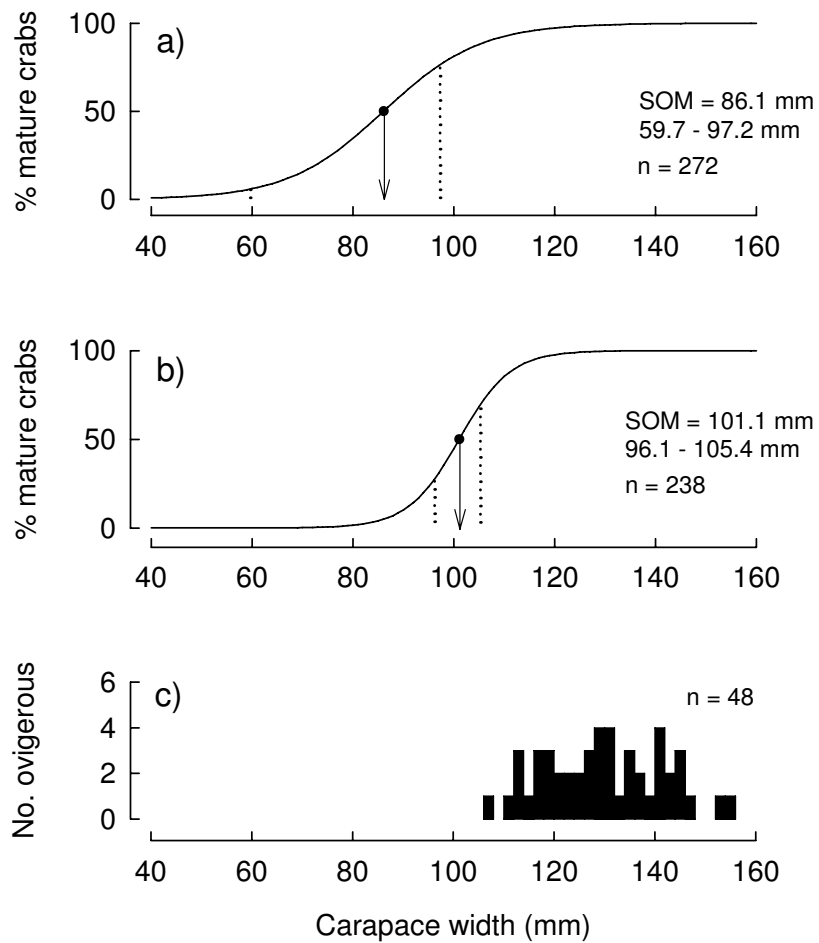 % mature crabs
100
50
0
a)
SOM = 86.1 mm
59.7 - 97.2 mm
n = 272
40 60 80 100 120 140 160
% mature crabs
100
50
0
b)
SOM = 101.1 mm
96.1 - 105.4 mm
n = 238
40 60 80 100 120 140 160
No. ovigerous
6
4
2
0
c)
n = 48
40 60 80 100 120 140 160
Carapace width (mm)